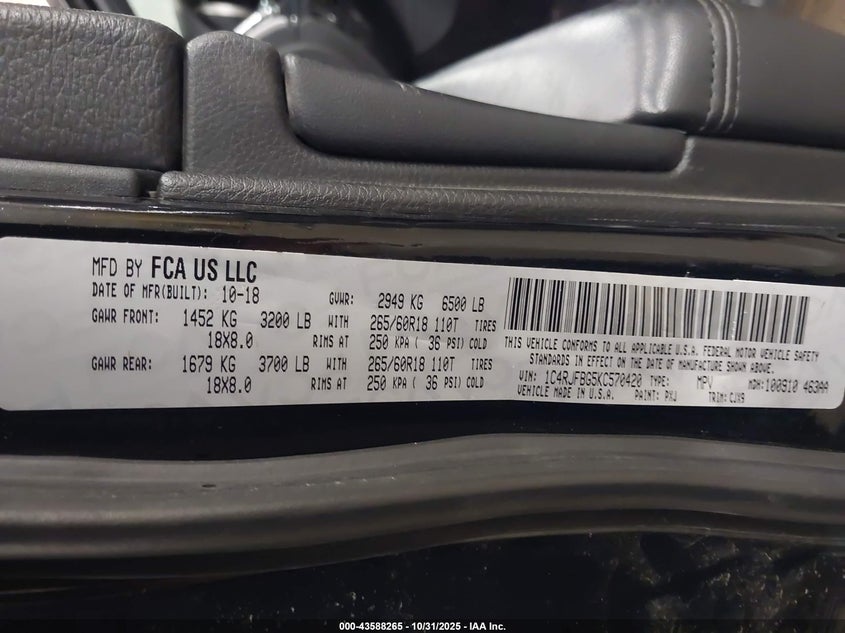 MFD BY FCA US LLC
DATE OF MFR(BUILT): 10-18 GVWR: 2949 KG 6500 LB
GAWR FRONT: 1452 KG 3200 LB WITH 265/60R18 110T TIRES
18X8.0 RIMS AT 250 KPA ( 36 PSI) COLD
GAWR REAR: 1679 KG 3700 LB WITH 265/60R18 110T TIRES
18X8.0 RIMS AT 250 KPA ( 36 PSI) COLD
THIS VEHICLE CONFORMS TO ALL APPLICABLE U.S.A. FEDERAL MOTOR VEHICLE SAFETY
STANDARDS IN EFFECT ON THE DATE OF MANUFACTURE SHOWN ABOVE.
VIN: 1C4RJFBG5KC570420 TYPE: MPV MDH:100910 463AA
VEHICLE MADE IN U.S.A. PAINT: PXJ TRIM:CJX9
000-43588265 - 10/31/2025 - IAA Inc.